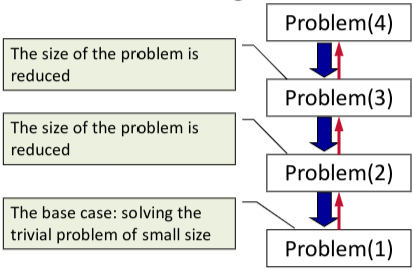 Problem(4)
The size of the problem is
reduced
Problem(3)
The size of the problem is
reduced
Problem(2)
The base case: solving the
trivial problem of small size
Problem(1)